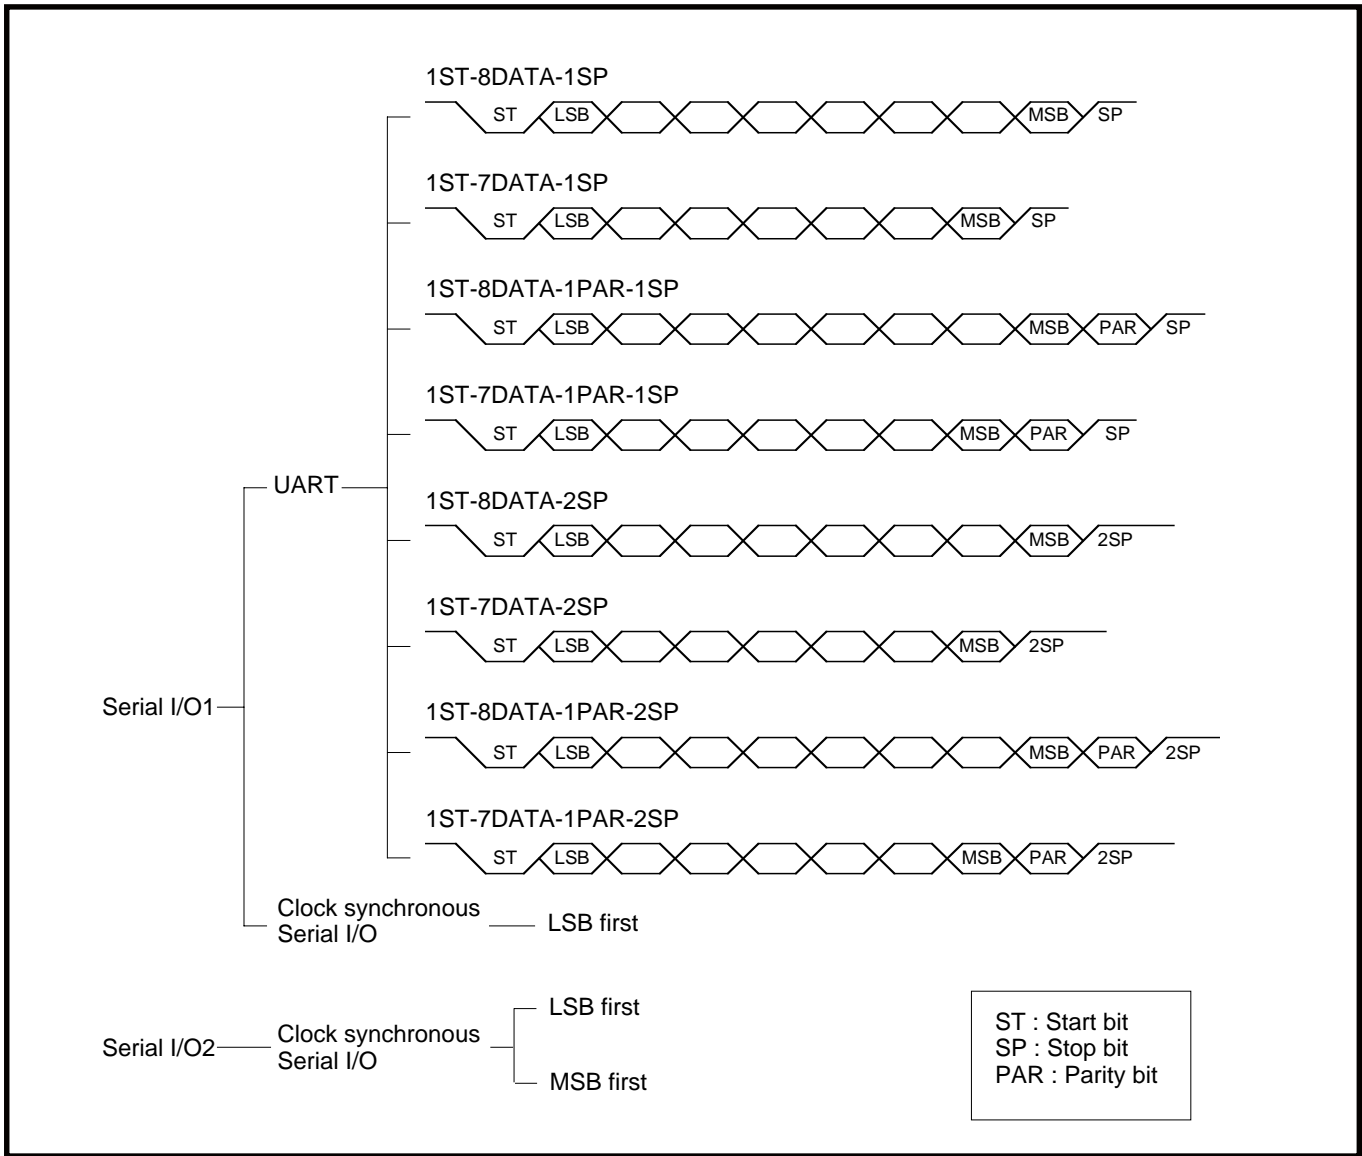 1ST-8DATA-1SP
ST LSB MSB SP
1ST-7DATA-1SP
ST LSB MSB SP
1ST-8DATA-1PAR-1SP
ST LSB MSB PAR SP
1ST-7DATA-1PAR-1SP
ST LSB MSB PAR SP
UART
1ST-8DATA-2SP
ST LSB MSB 2SP
1ST-7DATA-2SP
ST LSB MSB 2SP
Serial I/O1
1ST-8DATA-1PAR-2SP
ST LSB MSB PAR 2SP
1ST-7DATA-1PAR-2SP
ST LSB MSB PAR 2SP
Clock synchronous
Serial I/O
LSB first
Serial I/O2
Clock synchronous
Serial I/O
LSB first
MSB first
ST : Start bit
SP : Stop bit
PAR : Parity bit